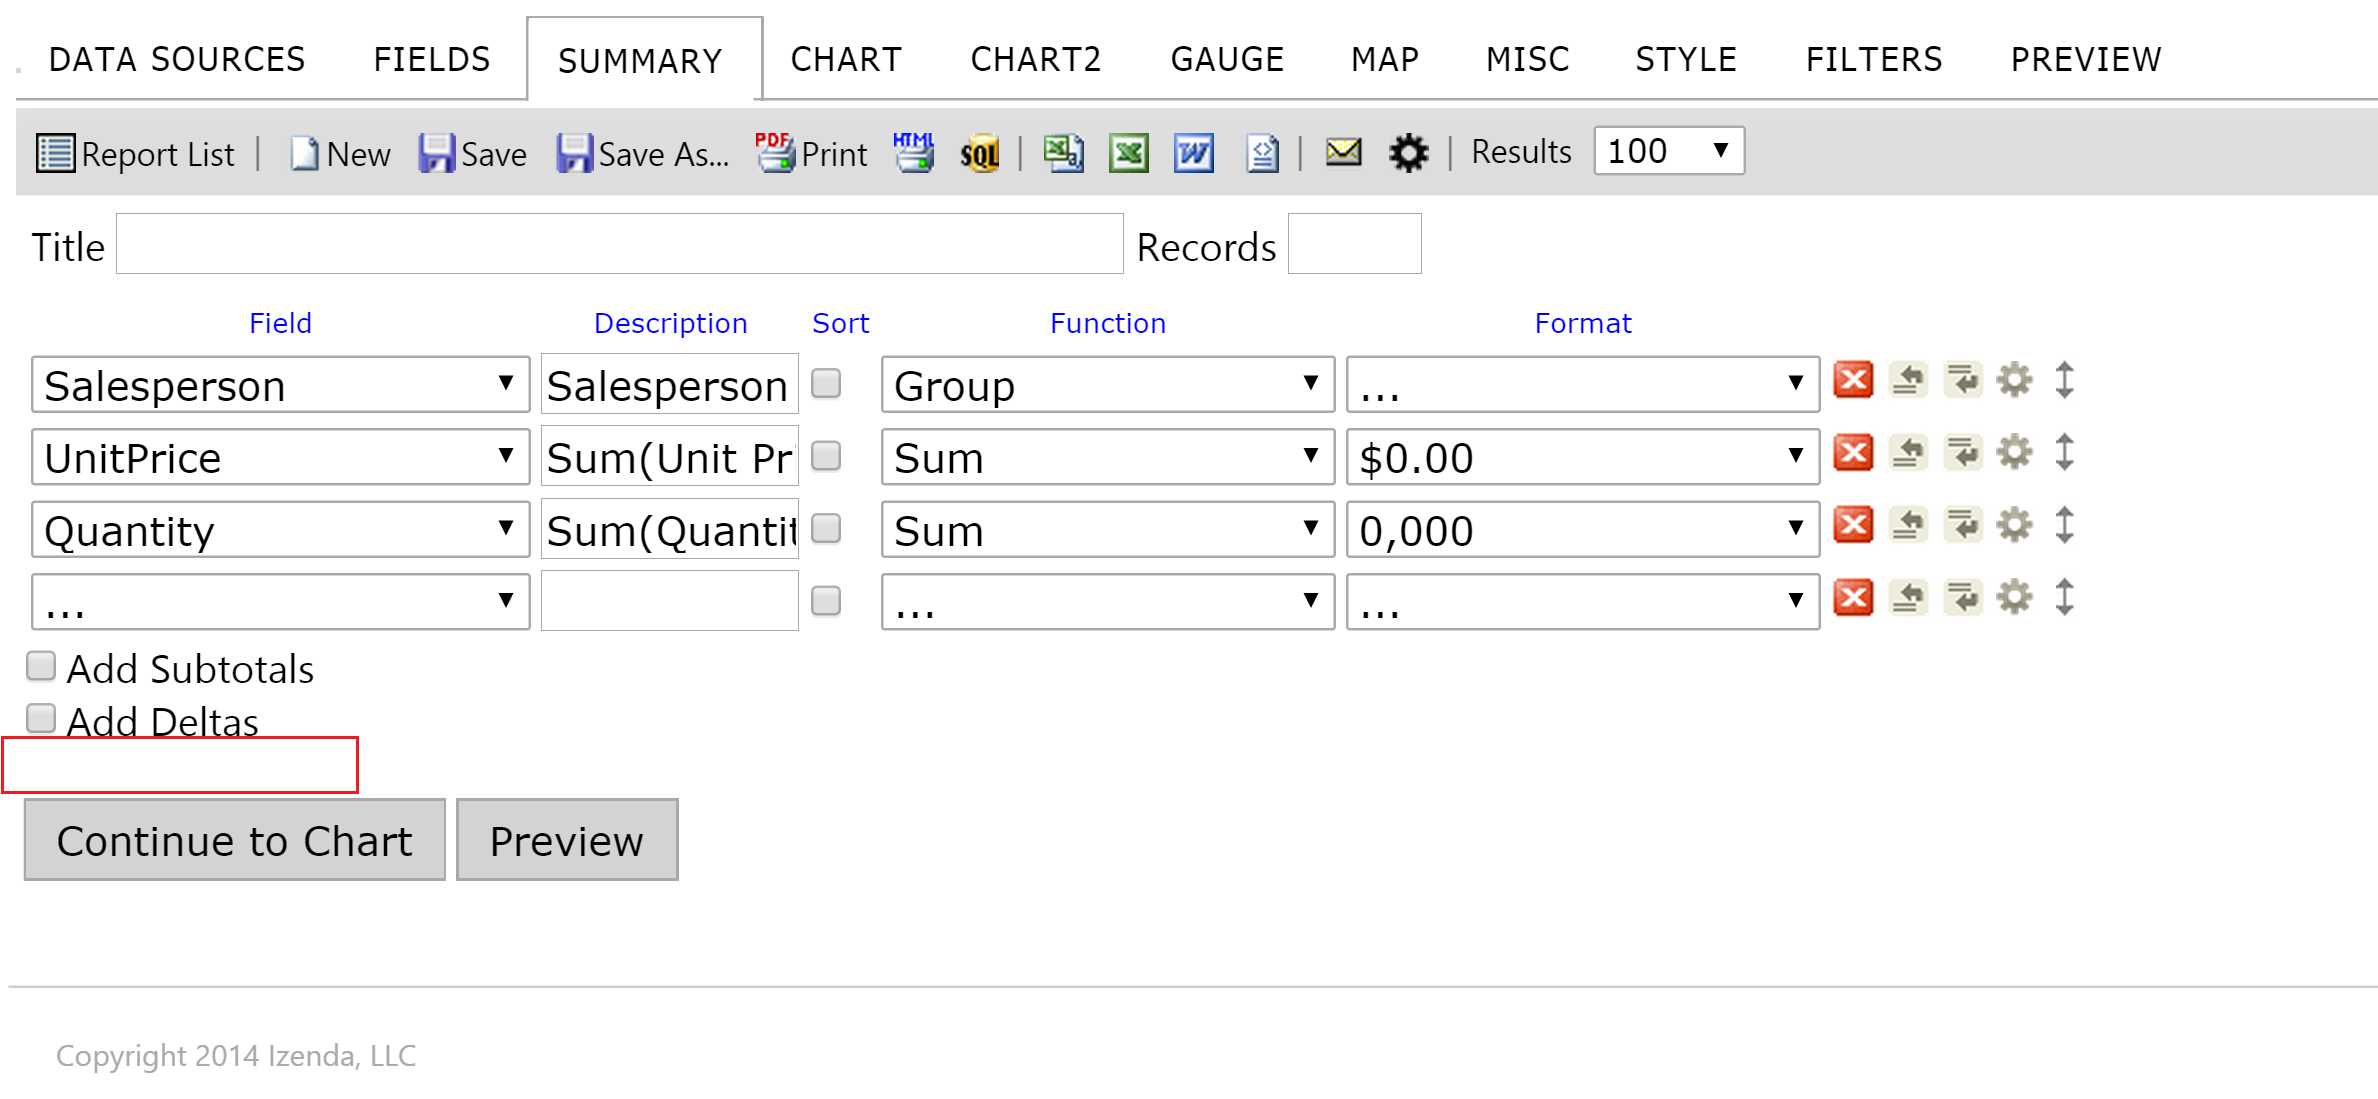 DATA SOURCES FIELDS SUMMARY CHART CHART2 GAUGE MAP MISC STYLE FILTERS PREVIEW
Report List | New Save Save As... PDF Print HTML SQL | a, X W | | Results 100
Title Records
Field Description Sort Function Format
Salesperson Salesperson Group ...
UnitPrice Sum(Unit Pri Sum $0.00
Quantity Sum(Quantit Sum 0,000
... ... ...
Add Subtotals
Add Deltas
Continue to Chart Preview
Copyright 2014 Izenda, LLC